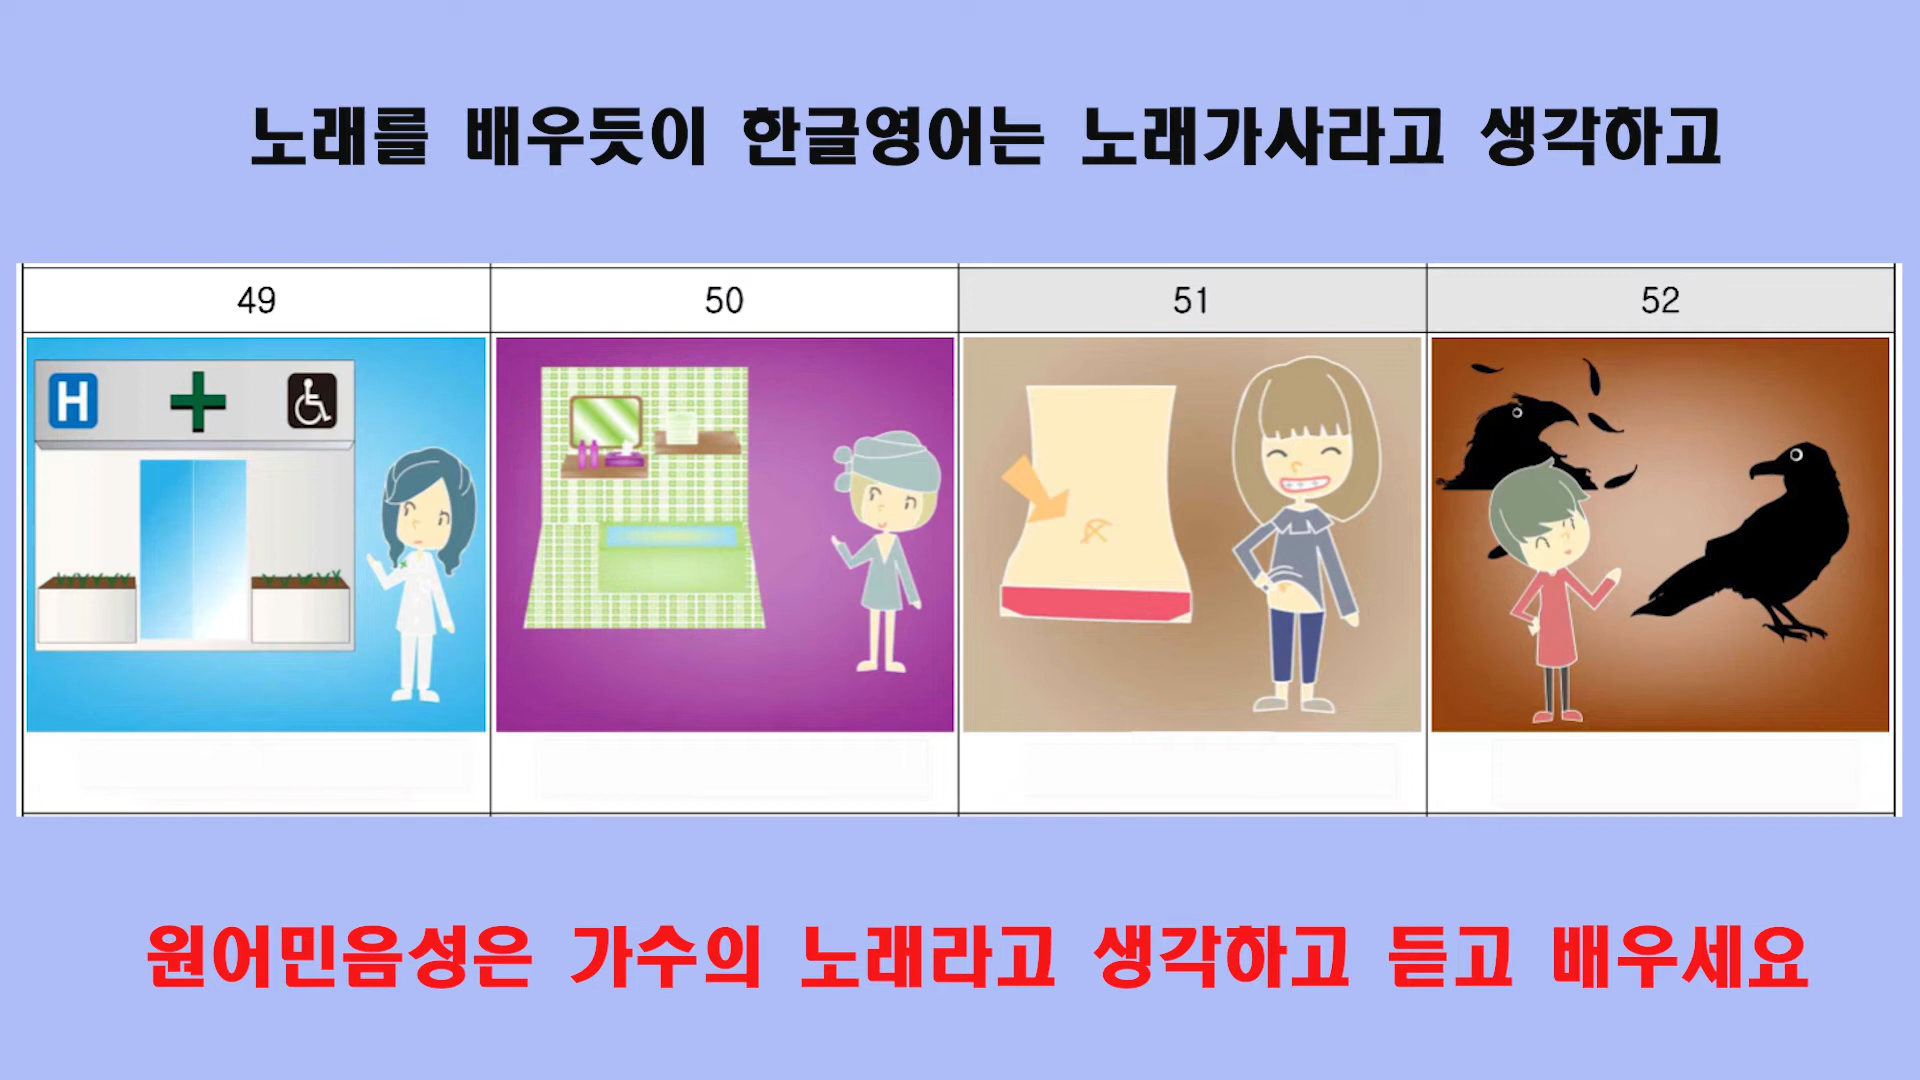 노래를 배우듯이 한글영어는 노래가사라고 생각하고
49 50 51 52
H
원어민음성은 가수의 노래라고 생각하고 듣고 배우세요